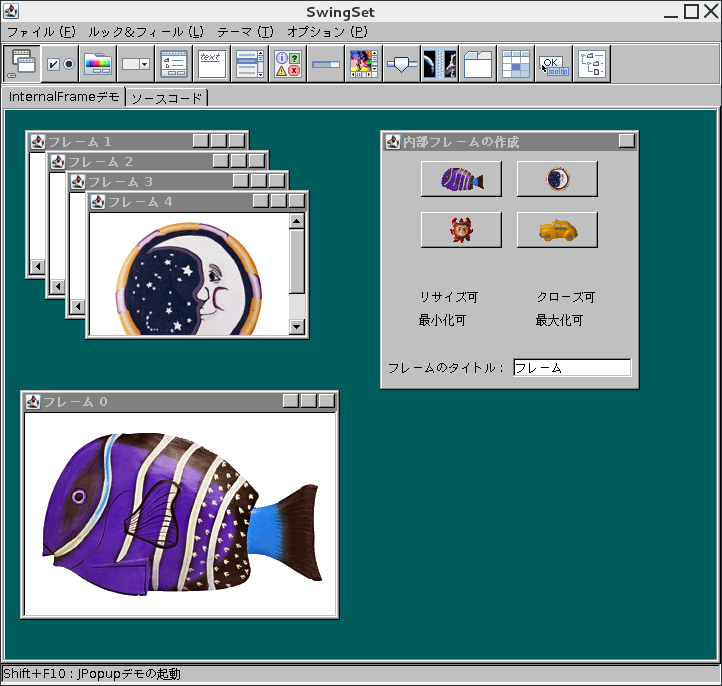 SwingSet
ファイル (F) ルック&フィール (L) テーマ (T) オプション (P)
text
OK
tooltip
InternalFrameデモ ソースコード
フレーム 1
フレーム 2
フレーム 3
フレーム 4
内部フレームの作成
リサイズ可 クローズ可
最小化可 最大化可
フレームのタイトル： フレーム
フレーム 0
Shift+F10 : JPopupデモの起動